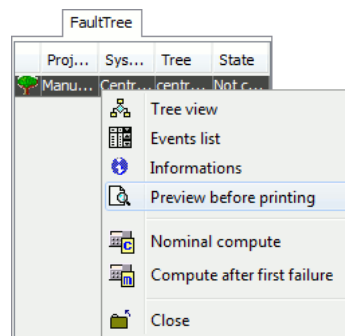 FaultTree
Proj... Sys... Tree State
Manu... Centr... centr... Not c...
Tree view
Events list
Informations
Preview before printing
Nominal compute
Compute after first failure
Close